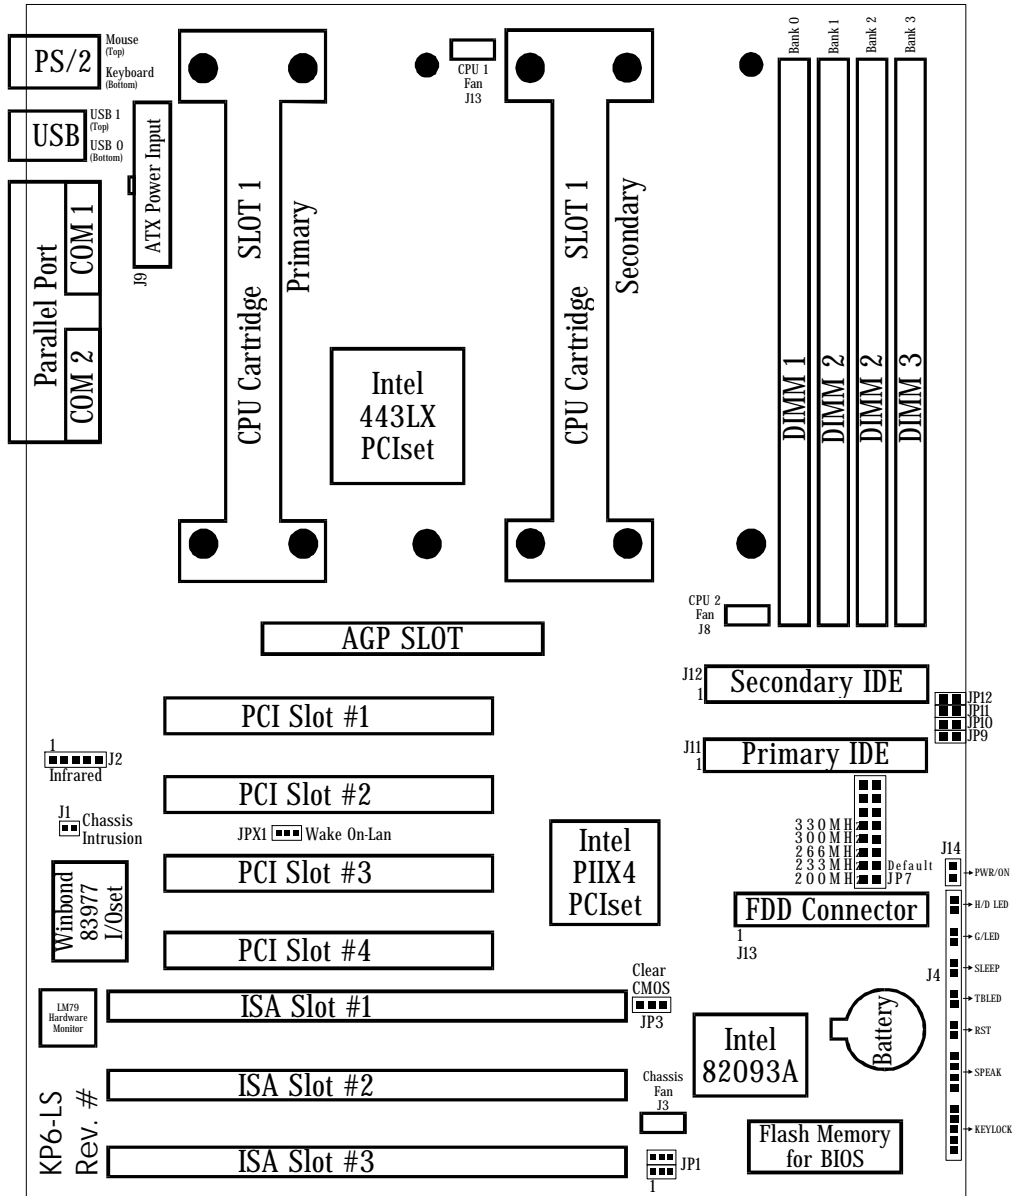 PS/2
Mouse
(Top)
Keyboard
(Bottom)
USB
USB 1
(Top)
USB 0
(Bottom)
Parallel Port
COM 1
COM 2
ATX Power Input
J9
CPU Cartridge SLOT 1
Primary
CPU 1
Fan
J13
CPU Cartridge SLOT 1
Secondary
Intel
443LX
PCIset
Bank 0
Bank 1
Bank 2
Bank 3
DIMM 1
DIMM 2
DIMM 2
DIMM 3
CPU 2
Fan
J8
AGP SLOT
J12
1
Secondary IDE
JP12
JP11
JP10
JP9
J11
1
Primary IDE
PCI Slot #1
1
J2
Infrared
PCI Slot #2
J1
Chassis
Intrusion
JPX1
Wake On-Lan
PCI Slot #3
Winbond
83977
I/Oset
PCI Slot #4
Intel
PIIX4
PCIset
330MHz
300MHz
266MHz
233MHz
Default
200MHz
JP7
FDD Connector
1
J13
J14
PWR/ON
H/D LED
G/LED
J4
SLEEP
TBLED
RST
SPEAK
KEYLOCK
LM79
Hardware
Monitor
ISA Slot #1
Clear
CMOS
JP3
Intel
82093A
Battery
ISA Slot #2
Chassis
Fan
J3
KP6-LS
Rev. #
ISA Slot #3
JP1
1
Flash Memory
for BIOS